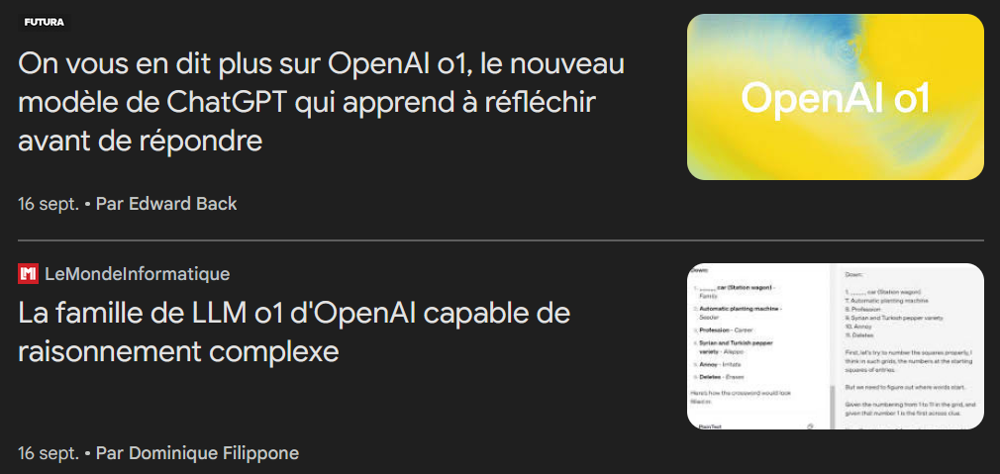 FUTURA
On vous en dit plus sur OpenAI o1, le nouveau
modèle de ChatGPT qui apprend à réfléchir
avant de répondre
OpenAI o1
16 sept. • Par Edward Back
LMI LeMondeInformatique
La famille de LLM o1 d'OpenAI capable de
raisonnement complexe
16 sept. • Par Dominique Filippone
Down:
1. _____ car (Station wagon) -
Family
Automatic planting machine -
Seeder
Profession - Career
Syrian and Turkish pepper
variety - Aleppo
Annoy - Irritate
Deletes - Erases
Here's how the crossword would look
filled in:
PlainText
Down:
1. _____ car (Station wagon)
7. Automatic planting machine
8. Profession
9. Syrian and Turkish pepper variety
10. Annoy
11. Deletes
First, let's try to number the squares properly, I
think in such grids, the numbers at the starting
squares of entries.
But we need to figure out where words start.
Given the numbering from 1 to 11 in the grid, and
given that number 1 is the first across clue.